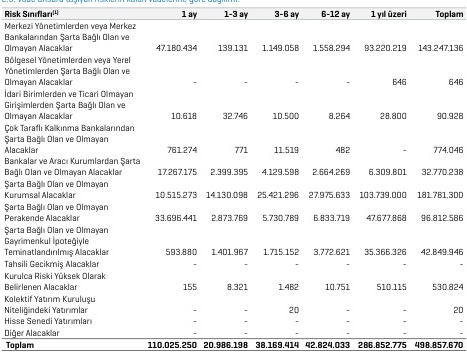 Risk Sınıfları(1) 1 ay 1-3 ay 3-6 ay 6-12 ay 1 yıl üzeri Toplam
Merkezi Yönetimlerden veya Merkez
Bankalarından Şarta Bağlı Olan ve
Olmayan Alacaklar 47.180.434 139.131 1.149.058 1.558.294 93.220.219 143.247.136
Bölgesel Yönetimlerden veya Yerel
Yönetimlerden Şarta Bağlı Olan ve
Olmayan Alacaklar - - - - 646 646
İdari Birimlerden ve Ticari Olmayan
Girişimlerden Şarta Bağlı Olan ve
Olmayan Alacaklar 10.618 32.746 10.500 8.264 28.800 90.928
Çok Taraflı Kalkınma Bankalarından
Şarta Bağlı Olan ve Olmayan
Alacaklar 761.274 771 11.519 482 - 774.046
Bankalar ve Aracı Kurumlardan Şarta
Bağlı Olan ve Olmayan Alacaklar 17.267.175 2.399.395 4.129.598 2.664.269 6.309.801 32.770.238
Şarta Bağlı Olan ve Olmayan
Kurumsal Alacaklar 10.515.273 14.130.098 25.421.296 27.975.633 103.739.000 181.781.300
Şarta Bağlı Olan ve Olmayan
Perakende Alacaklar 33.696.441 2.873.769 5.730.789 6.833.719 47.677.868 96.812.586
Şarta Bağlı Olan ve Olmayan
Gayrimenkul İpoteğiyle
Teminatlandırılmış Alacaklar 593.880 1.401.967 1.715.152 3.772.621 35.366.326 42.849.946
Tahsili Gecikmiş Alacaklar - - - - - -
Kurulca Riski Yüksek Olarak
Belirlenen Alacaklar 155 8.321 1.482 10.751 510.115 530.824
Kolektif Yatırım Kuruluşu
Niteliğindeki Yatırımlar - - 20 - - 20
Hisse Senedi Yatırımları - - - - - -
Diğer Alacaklar - - - - - -
Toplam 110.025.250 20.986.198 38.169.414 42.824.033 286.852.775 498.857.670